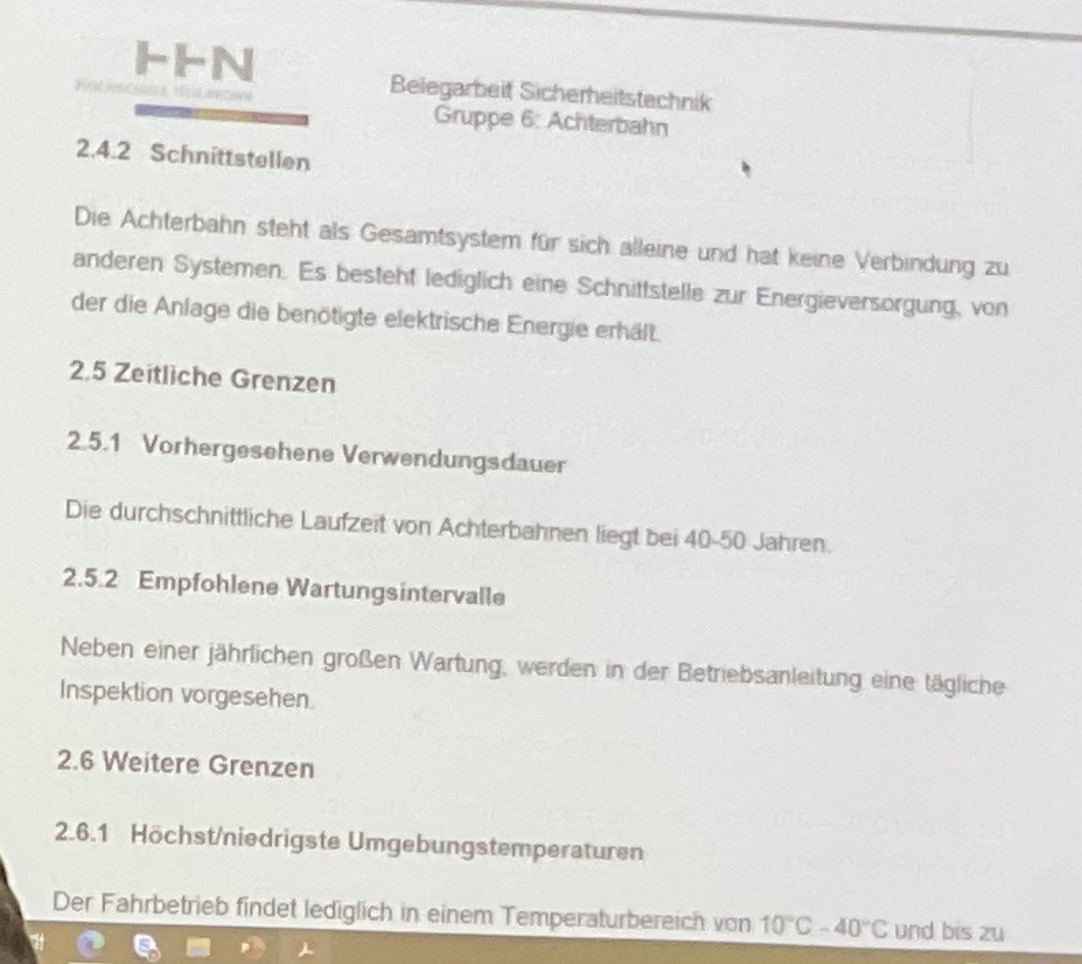 HHN
Belegarbeit Sicherheitstechnik
Gruppe 6: Achterbahn
2.4.2 Schnittstellen
Die Achterbahn steht als Gesamtsystem für sich alleine und hat keine Verbindung zu
anderen Systemen. Es besteht lediglich eine Schnittstelle zur Energieversorgung, von
der die Anlage die benötigte elektrische Energie erhält.
2.5 Zeitliche Grenzen
2.5.1 Vorhergesehene Verwendungsdauer
Die durchschnittliche Laufzeit von Achterbahnen liegt bei 40-50 Jahren.
2.5.2 Empfohlene Wartungsintervalle
Neben einer jährlichen großen Wartung, werden in der Betriebsanleitung eine tägliche
Inspektion vorgesehen.
2.6 Weitere Grenzen
2.6.1 Höchst/niedrigste Umgebungstemperaturen
Der Fahrbetrieb findet lediglich in einem Temperaturbereich von 10°C - 40°C und bis zu